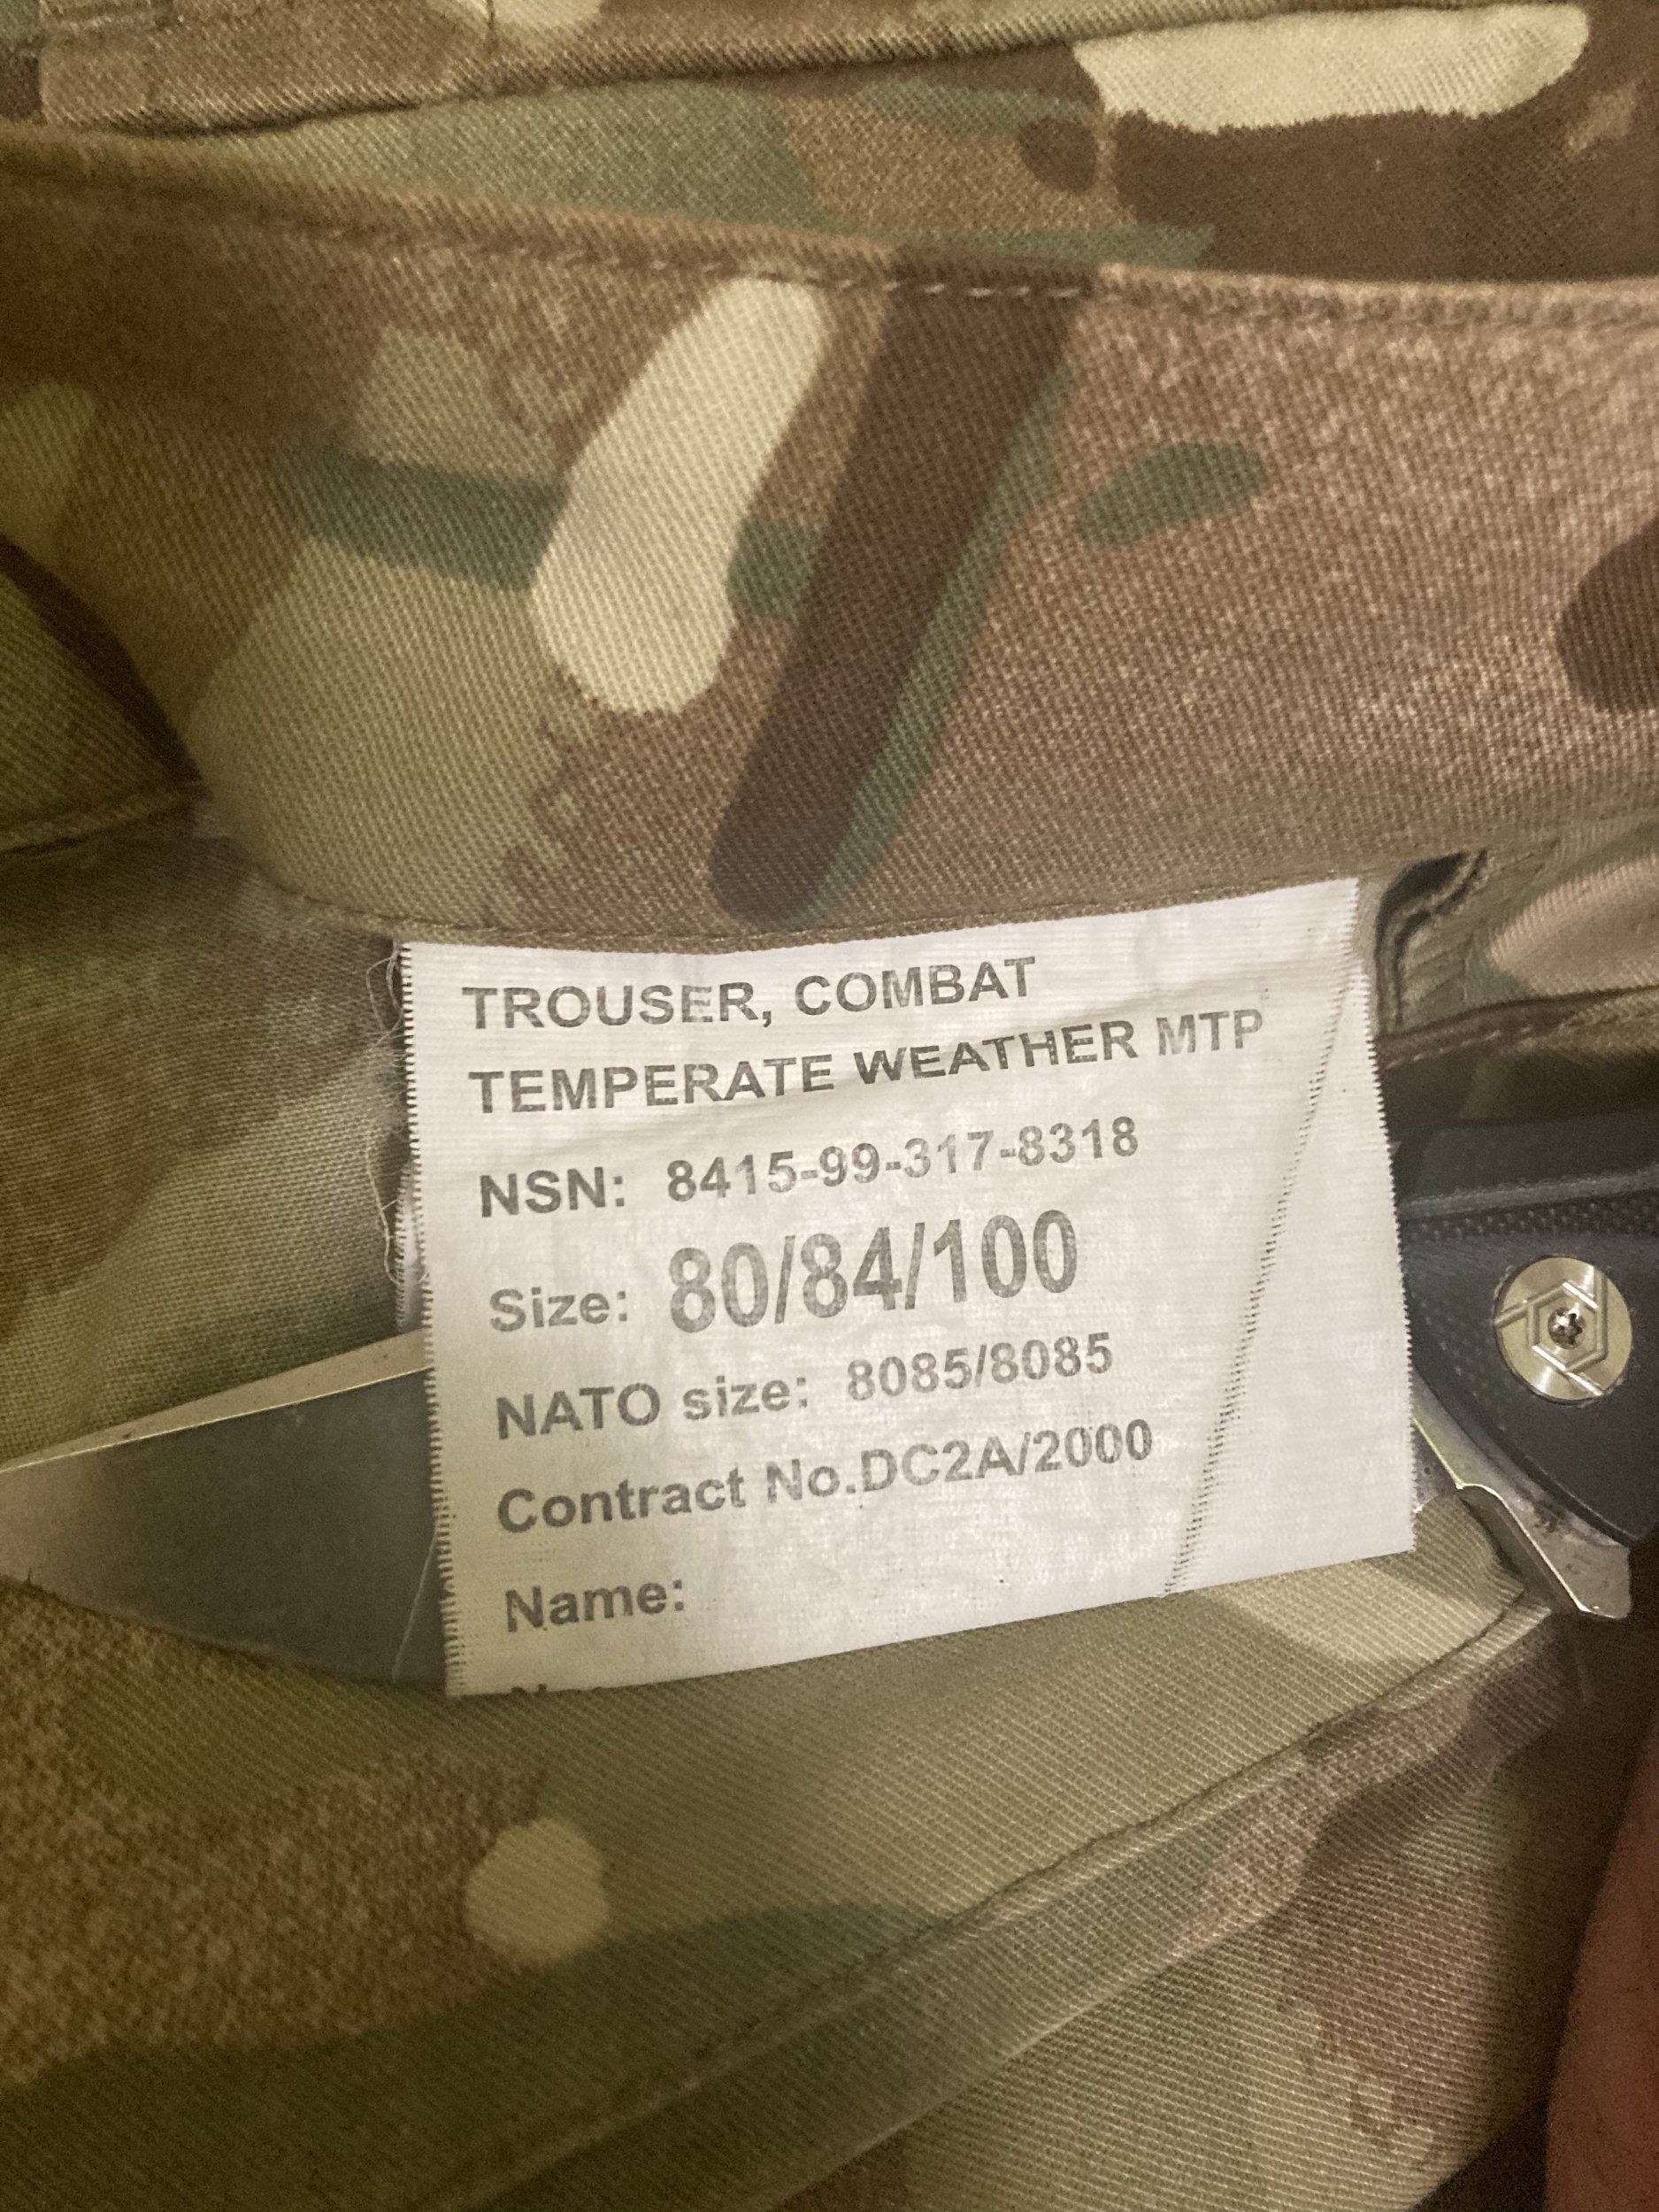 TROUSER, COMBAT
TEMPERATE WEATHER MTP
NSN: 8415-99-317-8318
Size: 80/84/100
NATO size: 8085/8085
Contract No.DC2A/2000
Name: